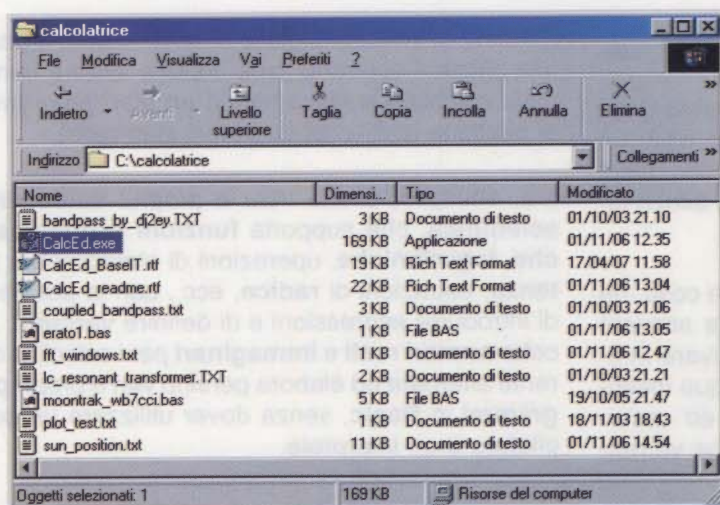 calcolatrice
File Modifica Visualizza Vai Preferiti ?
Indietro Avanti Livello superiore Taglia Copia Incolla Annulla Elimina »
Indirizzo C:\calcolatrice Collegamenti »
Nome Dimensi... Tipo Modificato
bandpass_by_dj2ey.TXT 3 KB Documento di testo 01/10/03 21.10
CalcEd.exe 169 KB Applicazione 01/11/06 12.35
CalcEd_BaseIT.rtf 19 KB Rich Text Format 17/04/07 11.58
CalcEd_readme.rtf 22 KB Rich Text Format 01/11/06 13.04
coupled_bandpass.txt 1 KB Documento di testo
erato1.bas 1 KB File BAS 01/11/06 13.05
fft_windows.txt 1 KB Documento di testo 01/11/06 12.47
is_resonant_transformer.TXT 2 KB Documento di testo 01/10/03 21.21
moontrak_wb7cci.bas 5 KB File BAS 19/10/05 21.47
plot_test.txt 1 KB Documento di testo 18/11/03 18.43
sun_position.txt 11 KB Documento di testo 01/11/06 14.54
Oggetti selezionati: 1 169 KB Risorse del computer